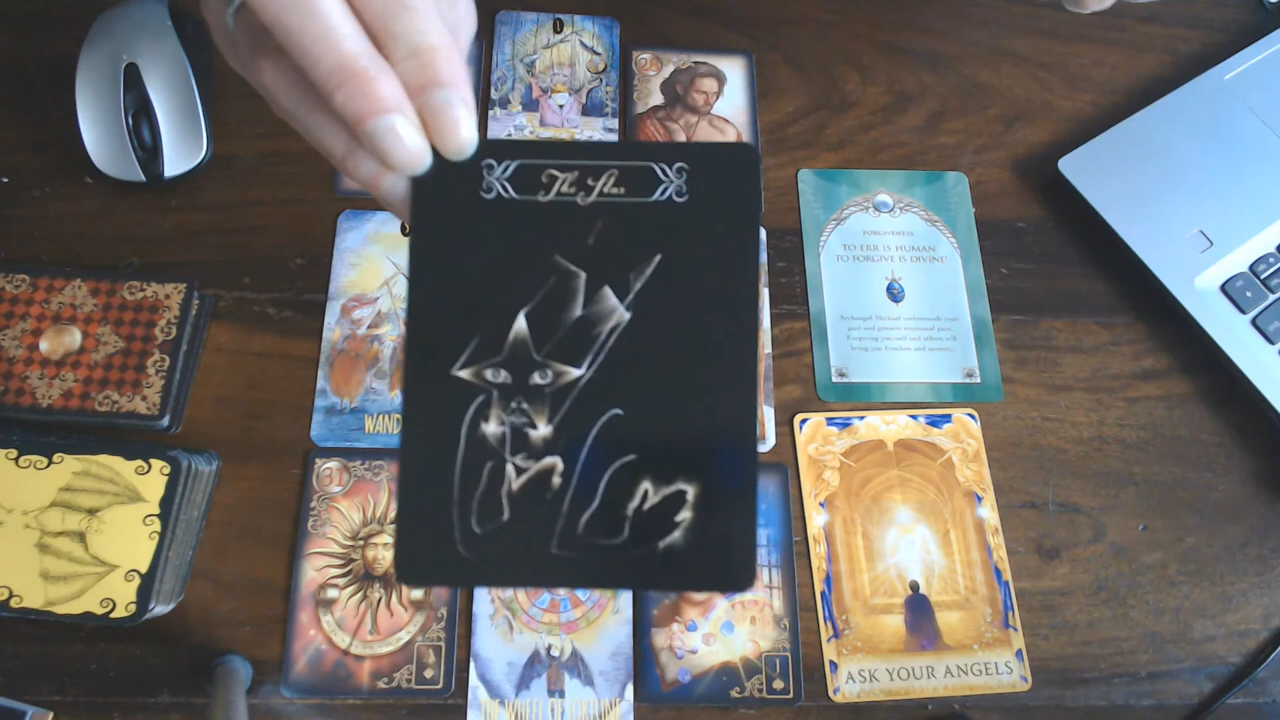 28
The Star
FORGIVENESS
TO ERR IS HUMAN,
TO FORGIVE IS DIVINE!
Archangel Michael understands your
past and present emotional pain.
Forgiving yourself and others will
bring you freedom and serenity.
WAND
31
J
THE WHEEL OF FORTUNE
ASK YOUR ANGELS